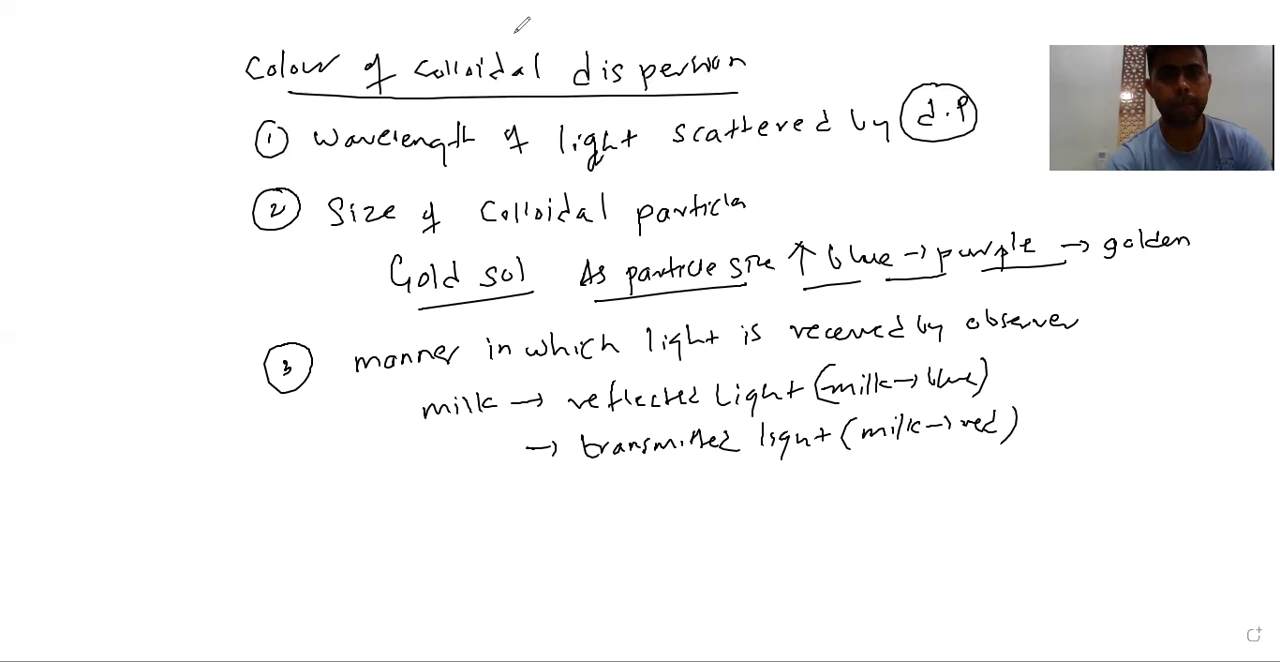 Colour of Colloidal dispersion
① Wavelength of light scattered by d.p
② Size of Colloidal particles
Gold sol As particle size ↑ blue → purple → golden
③ manner in which light is received by observer
milk → reflected light (milk → blue)
→ transmitted light (milk → red)